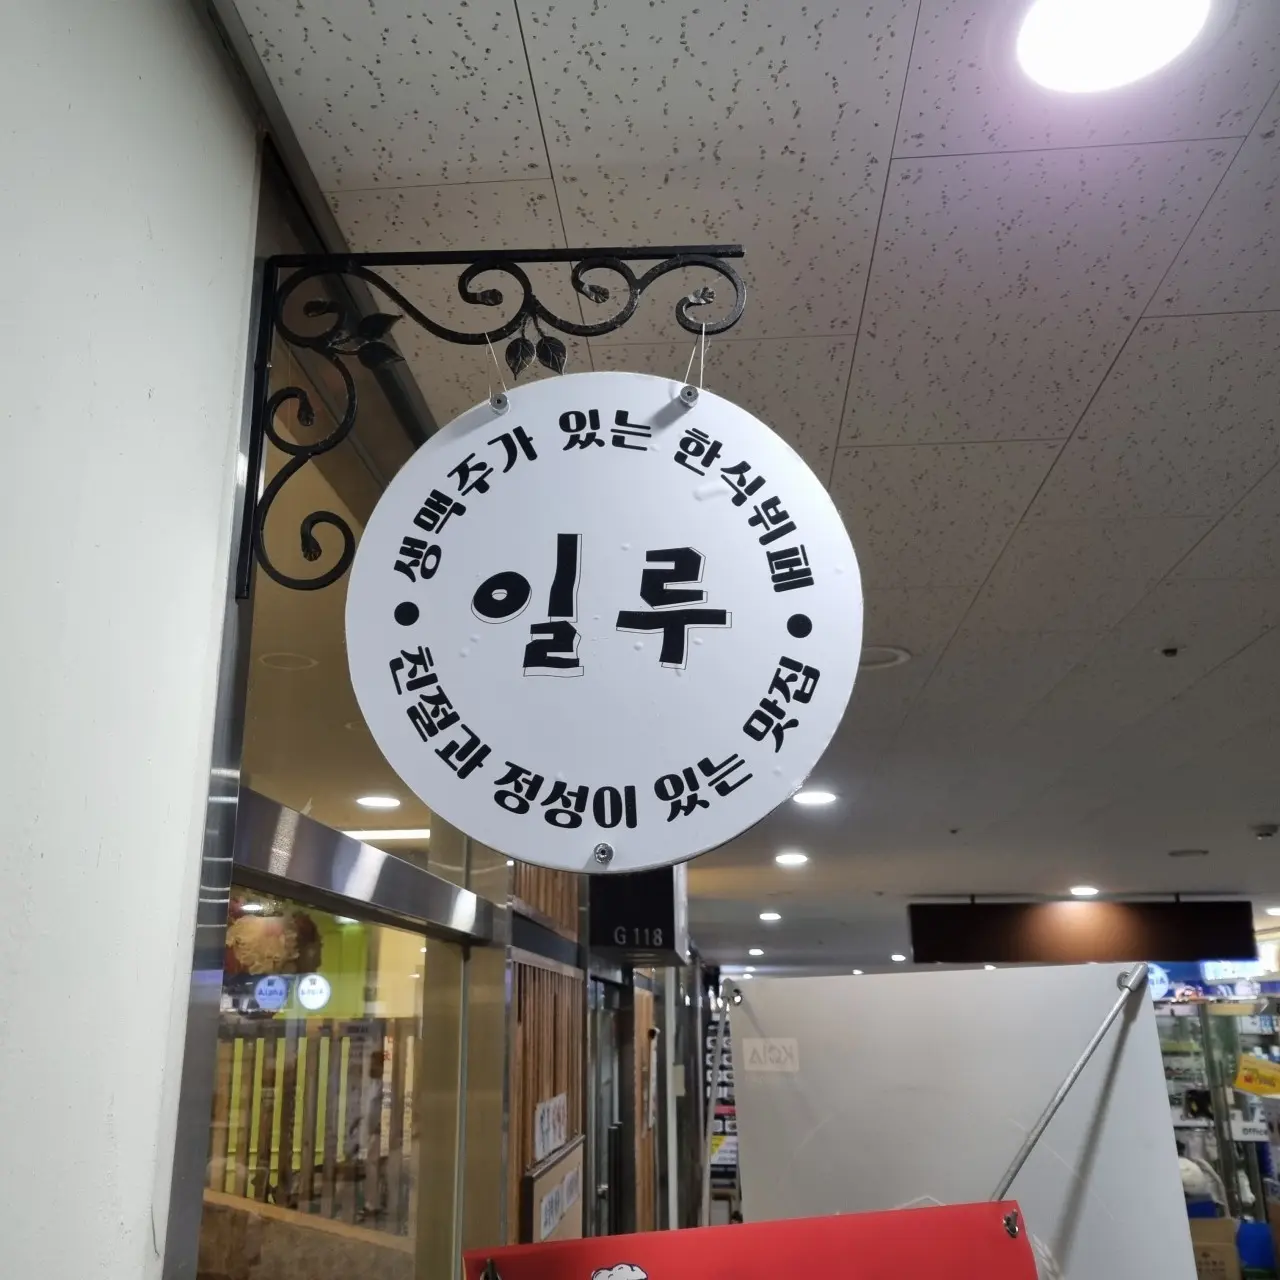 생맥주가 있는 한식뷔페
일루
친절과 정성이 있는 맛집
G 118
Office